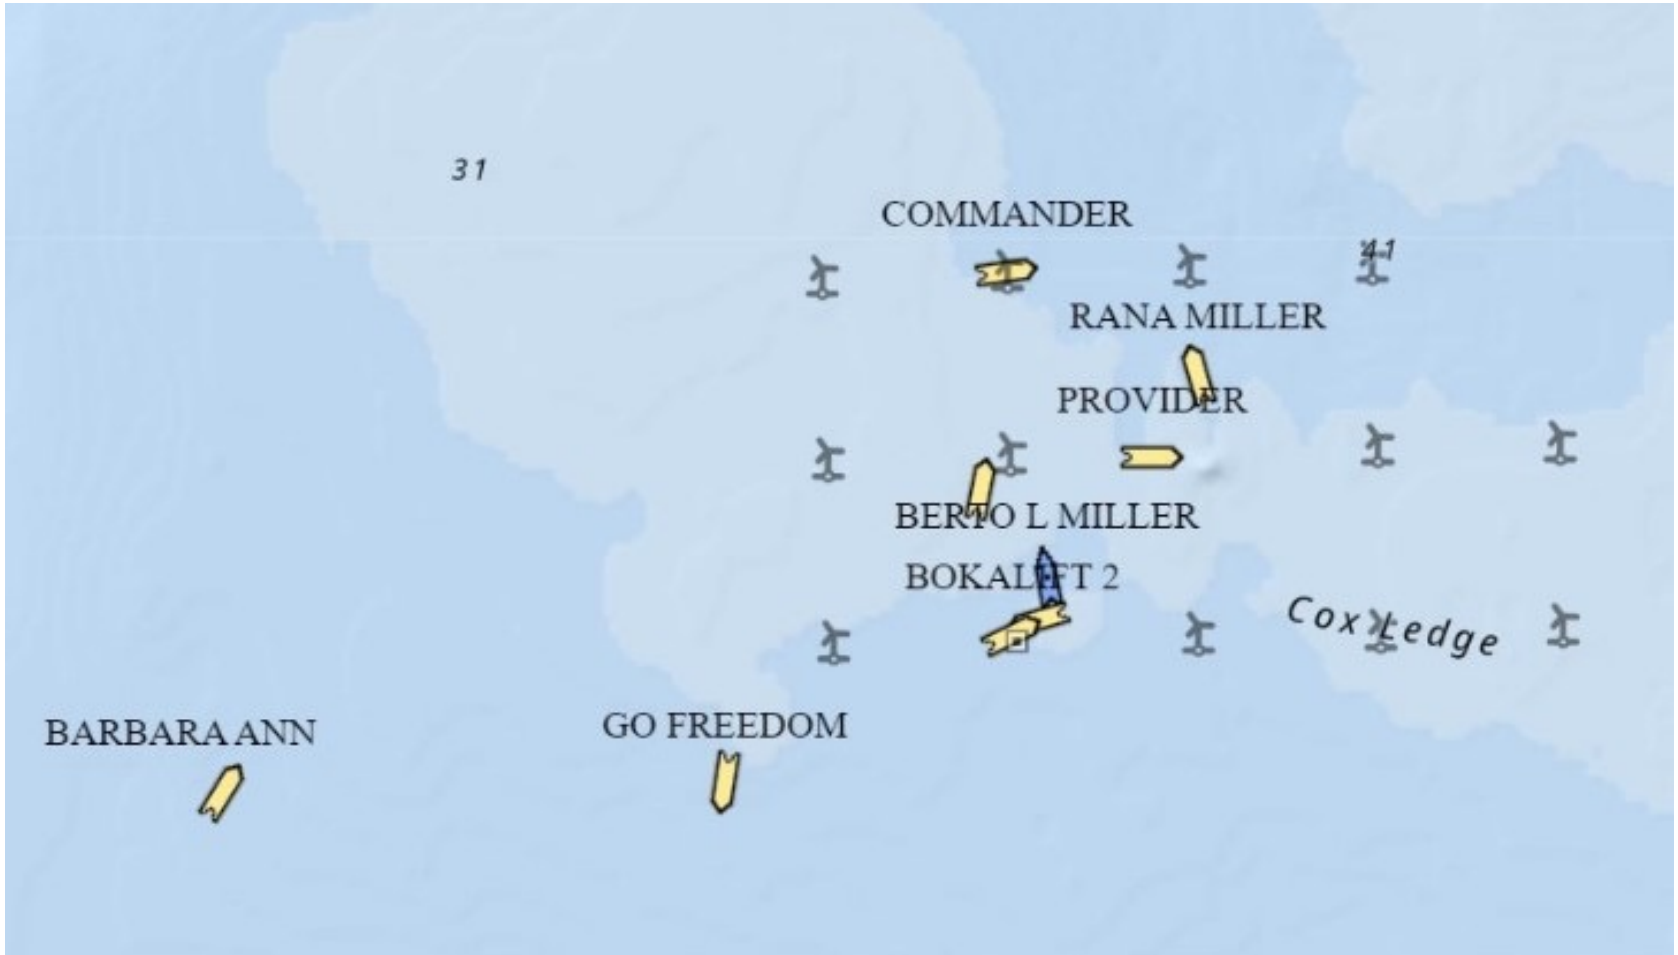 31
COMMANDER
41
RANA MILLER
PROVIDER
BERTO L MILLER
BOKALIFT 2
Cox Ledge
BARBARA ANN
GO FREEDOM